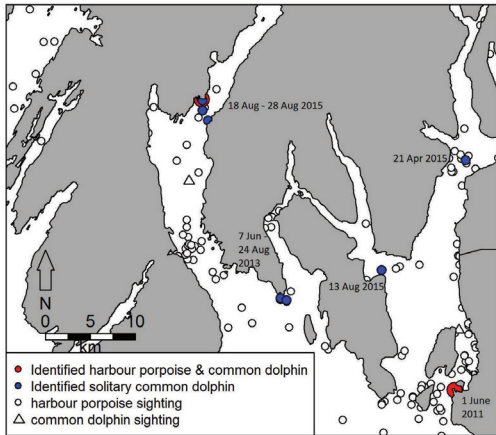 18 Aug - 28 Aug 2015
21 Apr 2015
7 Jun -
24 Aug
2013
13 Aug 2015
N
0 5 10
km
Identified harbour porpoise & common dolphin
Identified solitary common dolphin
harbour porpoise sighting
common dolphin sighting
1 June
2011